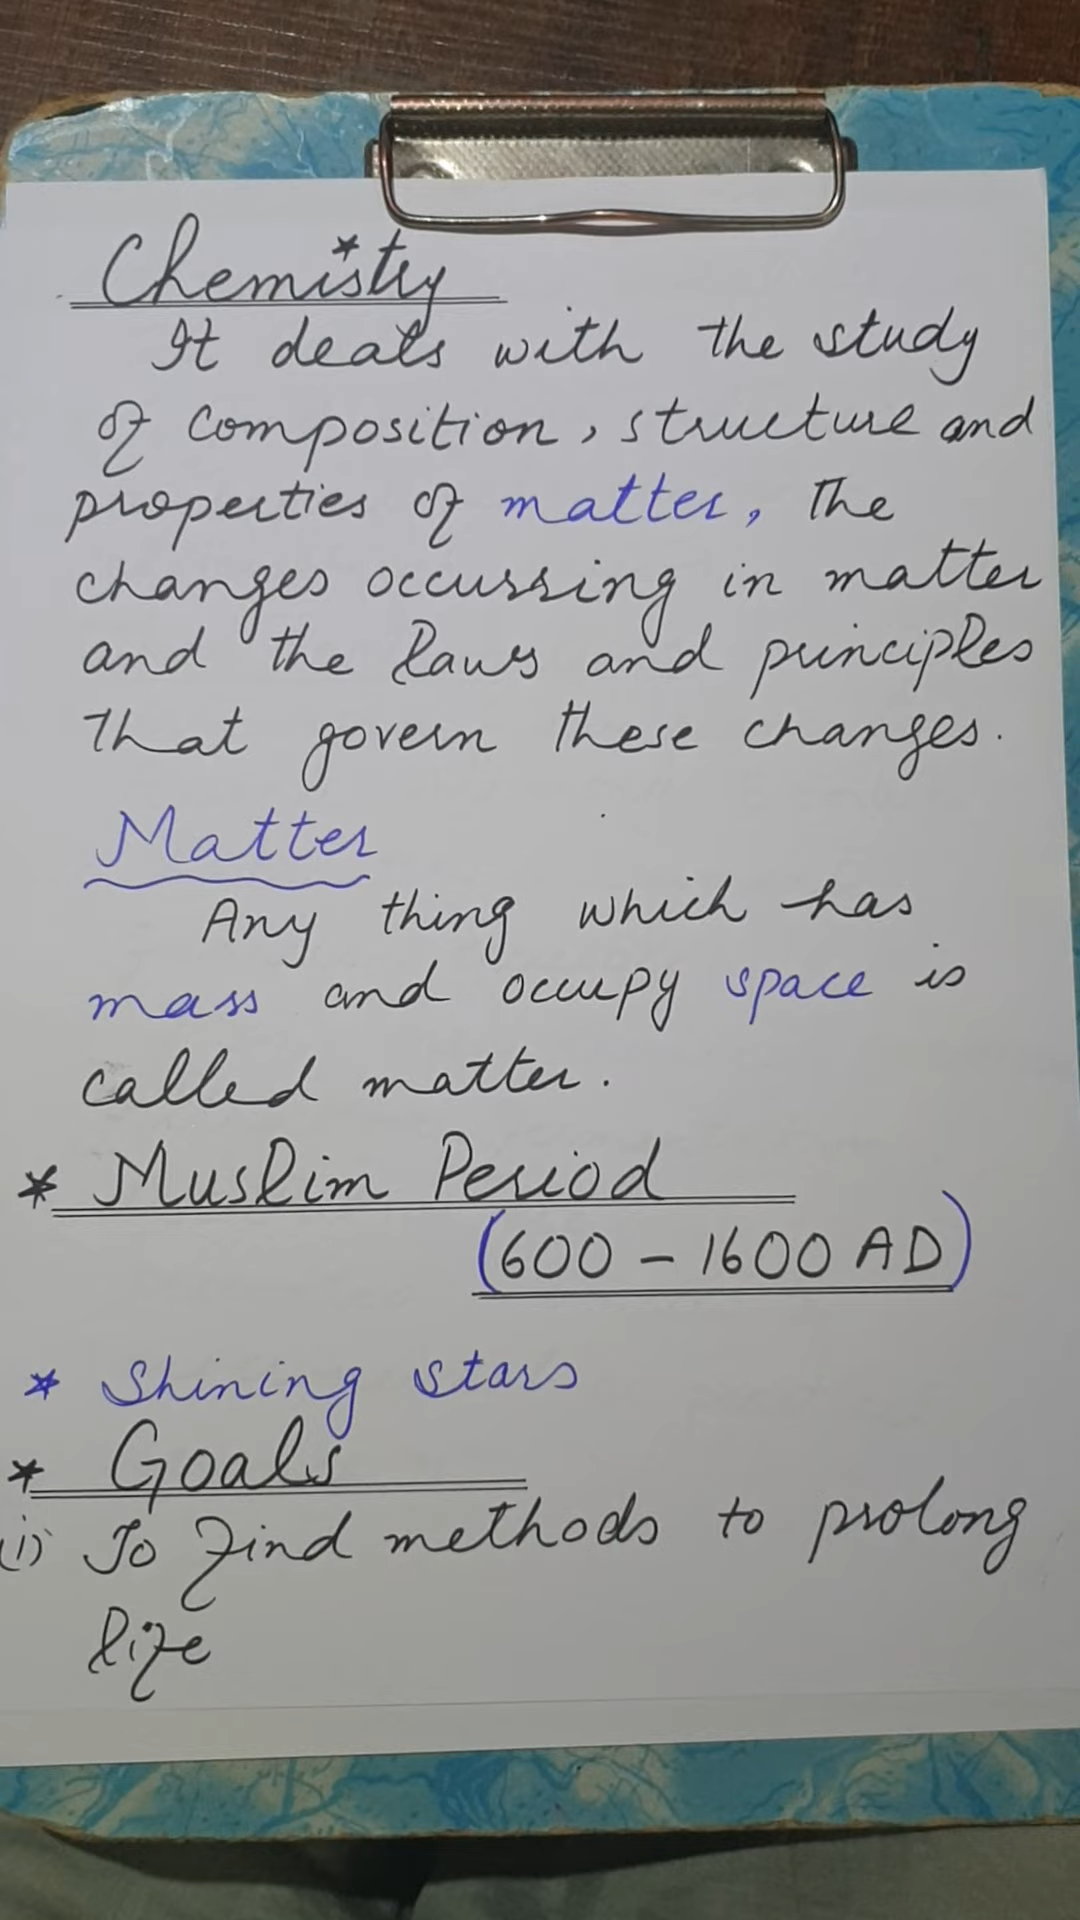 Chemistry
It deals with the study
of composition, structure and
properties of matter, The
changes occurring in matter
and the laws and principles
that govern these changes.
Matter
Any thing which has
mass and occupy space is
called matter.
* Muslim Period
(600 - 1600 AD)
* Shining stars
* Goals
(i) To find methods to prolong
life